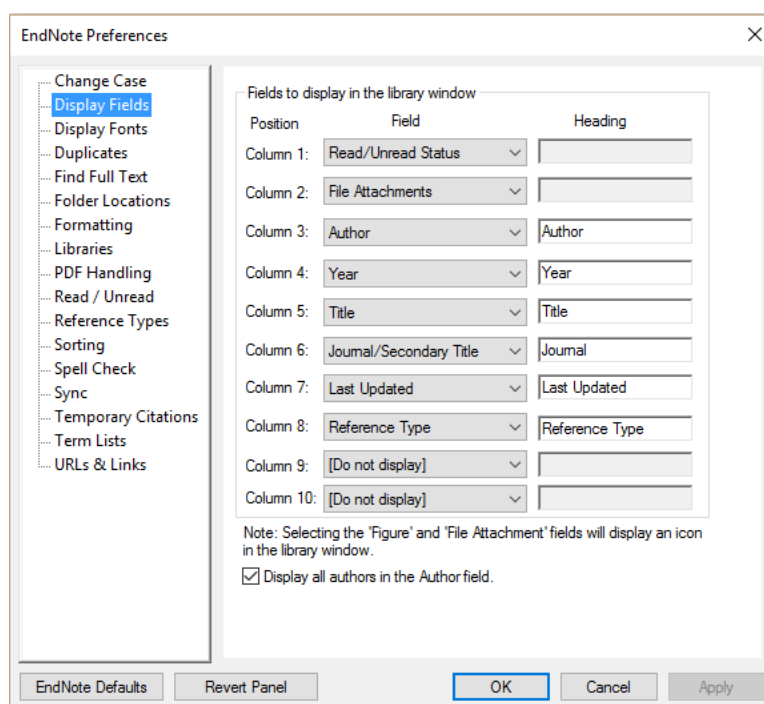 EndNote Preferences
Change Case
Display Fields
Display Fonts
Duplicates
Find Full Text
Folder Locations
Formatting
Libraries
PDF Handling
Read / Unread
Reference Types
Sorting
Spell Check
Sync
Temporary Citations
Term Lists
URLs & Links
Fields to display in the library window
Position Field Heading
Column 1: Read/Unread Status
Column 2: File Attachments
Column 3: Author Author
Column 4: Year Year
Column 5: Title Title
Column 6: Journal/Secondary Title Journal
Column 7: Last Updated Last Updated
Column 8: Reference Type Reference Type
Column 9: [Do not display]
Column 10: [Do not display]
Note: Selecting the 'Figure' and 'File Attachment' fields will display an icon
in the library window.
Display all authors in the Author field.
EndNote Defaults Revert Panel OK Cancel Apply